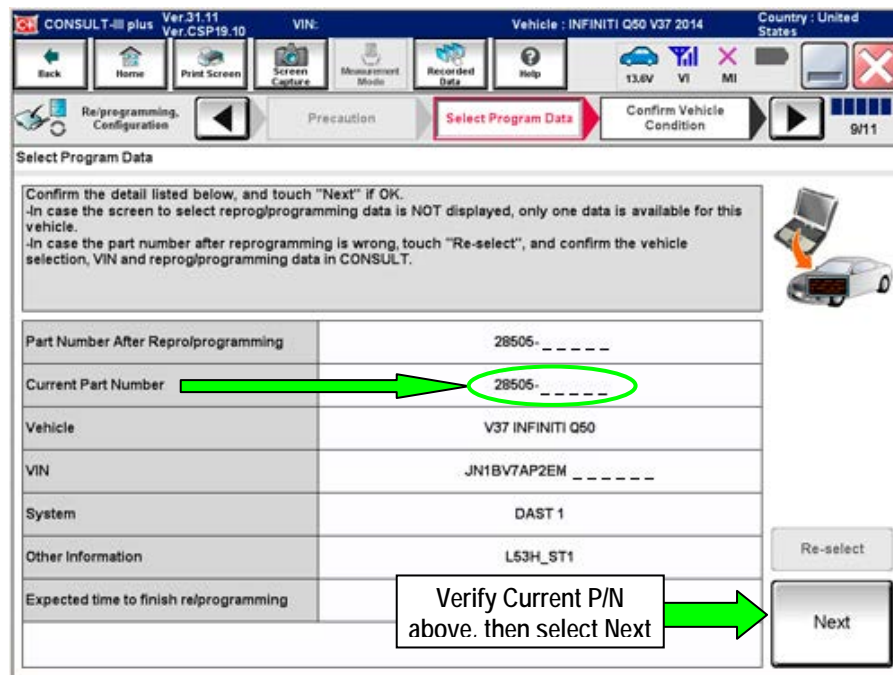 CONSULT-III plus Ver.31.11 VIN: Vehicle : INFINITI Q50 V37 2014 Country : United
Ver.CSP19.10 States
Back Home Print Screen Screen Capture Measurement Mode Recorded Data Help 13.6V VI MI
Re/programming, Configuration Precaution Select Program Data Confirm Vehicle Condition 9/11
Select Program Data
Confirm the detail listed below, and touch "Next" if OK.
-In case the screen to select reprog/programming data is NOT displayed, only one data is available for this
vehicle.
-In case the part number after reprogramming is wrong, touch "Re-select", and confirm the vehicle
selection, VIN and reprog/programming data in CONSULT.
Part Number After Repro/programming 28505-_ _ _ _ _
Current Part Number 28505-_ _ _ _ _
Vehicle V37 INFINITI Q50
VIN JN1BV7AP2EM _ _ _ _ _ _
System DAST 1
Other Information L53H_ST1
Re-select
Expected time to finish re/programming
Verify Current P/N
above, then select Next
Next